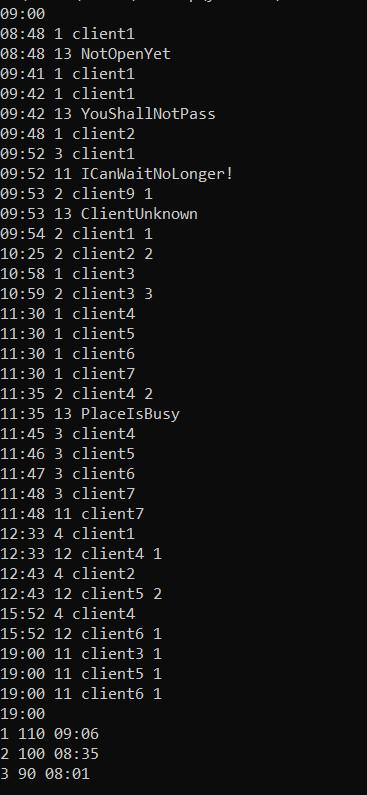 09:00
08:48 1 client1
08:48 13 NotOpenYet
09:41 1 client1
09:42 1 client1
09:42 13 YouShallNotPass
09:48 1 client2
09:52 3 client1
09:52 11 ICanWaitNoLonger!
09:53 2 client9 1
09:53 13 ClientUnknown
09:54 2 client1 1
10:25 2 client2 2
10:58 1 client3
10:59 2 client3 3
11:30 1 client4
11:30 1 client5
11:30 1 client6
11:30 1 client7
11:35 2 client4 2
11:35 13 PlaceIsBusy
11:45 3 client4
11:46 3 client5
11:47 3 client6
11:48 3 client7
11:48 11 client7
12:33 4 client1
12:33 12 client4 1
12:43 4 client2
12:43 12 client5 2
15:52 4 client4
15:52 12 client6 1
19:00 11 client3 1
19:00 11 client5 1
19:00 11 client6 1
19:00
1 110 09:06
2 100 08:35
3 90 08:01